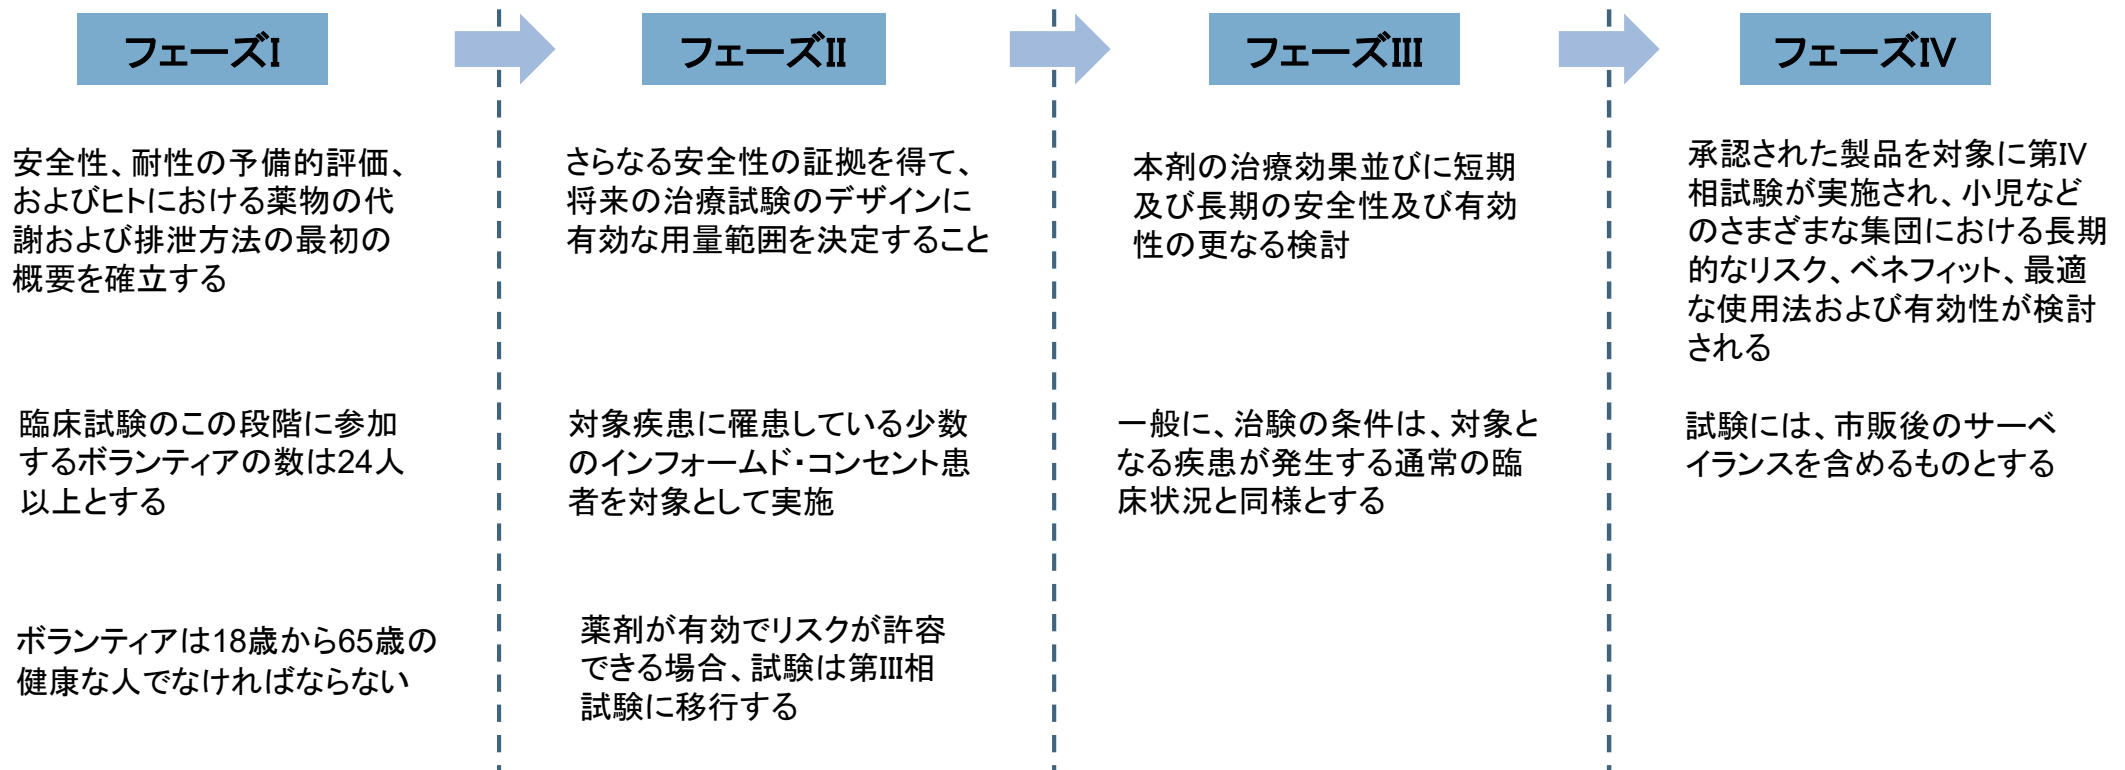 フェーズI
安全性、耐性の予備的評価、
およびヒトにおける薬物の代
謝および排泄方法の最初の
概要を確立する
臨床試験のこの段階に参加
するボランティアの数は24人
以上とする
ボランティアは18歳から65歳の
健康な人でなければならない
フェーズII
さらなる安全性の証拠を得て、
将来の治療試験のデザインに
有効な用量範囲を決定すること
対象疾患に罹患している少数
のインフォームド・コンセント患
者を対象として実施
薬剤が有効でリスクが許容
できる場合、試験は第III相
試験に移行する
フェーズIII
本剤の治療効果並びに短期
及び長期の安全性及び有効
性の更なる検討
一般に、治験の条件は、対象と
なる疾患が発生する通常の臨
床状況と同様とする
フェーズIV
承認された製品を対象に第IV
相試験が実施され、小児など
のさまざまな集団における長期
的なリスク、ベネフィット、最適
な使用法および有効性が検討
される
試験には、市販後のサーベ
イランスを含めるものとする